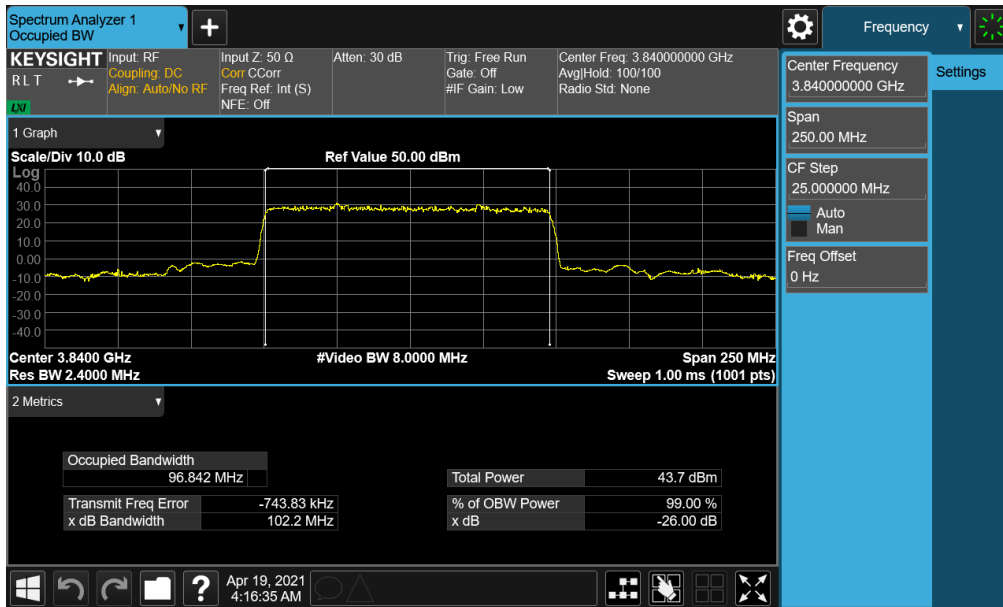 Spectrum Analyzer 1
Occupied BW
Frequency
KEYSIGHT
R L T
LXI
Input: RF
Coupling: DC
Align: Auto/No RF
Input Z: 50 Ω
Corr CCorr
Freq Ref: Int (S)
NFE: Off
Atten: 30 dB
Trig: Free Run
Gate: Off
#IF Gain: Low
Center Freq: 3.840000000 GHz
Avg|Hold: 100/100
Radio Std: None
Center Frequency
3.840000000 GHz
Settings
Span
250.00 MHz
CF Step
25.000000 MHz
Auto
Man
Freq Offset
0 Hz
1 Graph
Scale/Div 10.0 dB
Ref Value 50.00 dBm
Log
40.0
30.0
20.0
10.0
0.00
-10.0
-20.0
-30.0
-40.0
Center 3.8400 GHz
#Video BW 8.0000 MHz
Span 250 MHz
Res BW 2.4000 MHz
Sweep 1.00 ms (1001 pts)
2 Metrics
Occupied Bandwidth
96.842 MHz
Total Power 43.7 dBm
Transmit Freq Error -743.83 kHz
% of OBW Power 99.00 %
x dB Bandwidth 102.2 MHz
x dB -26.00 dB
?
Apr 19, 2021
4:16:35 AM